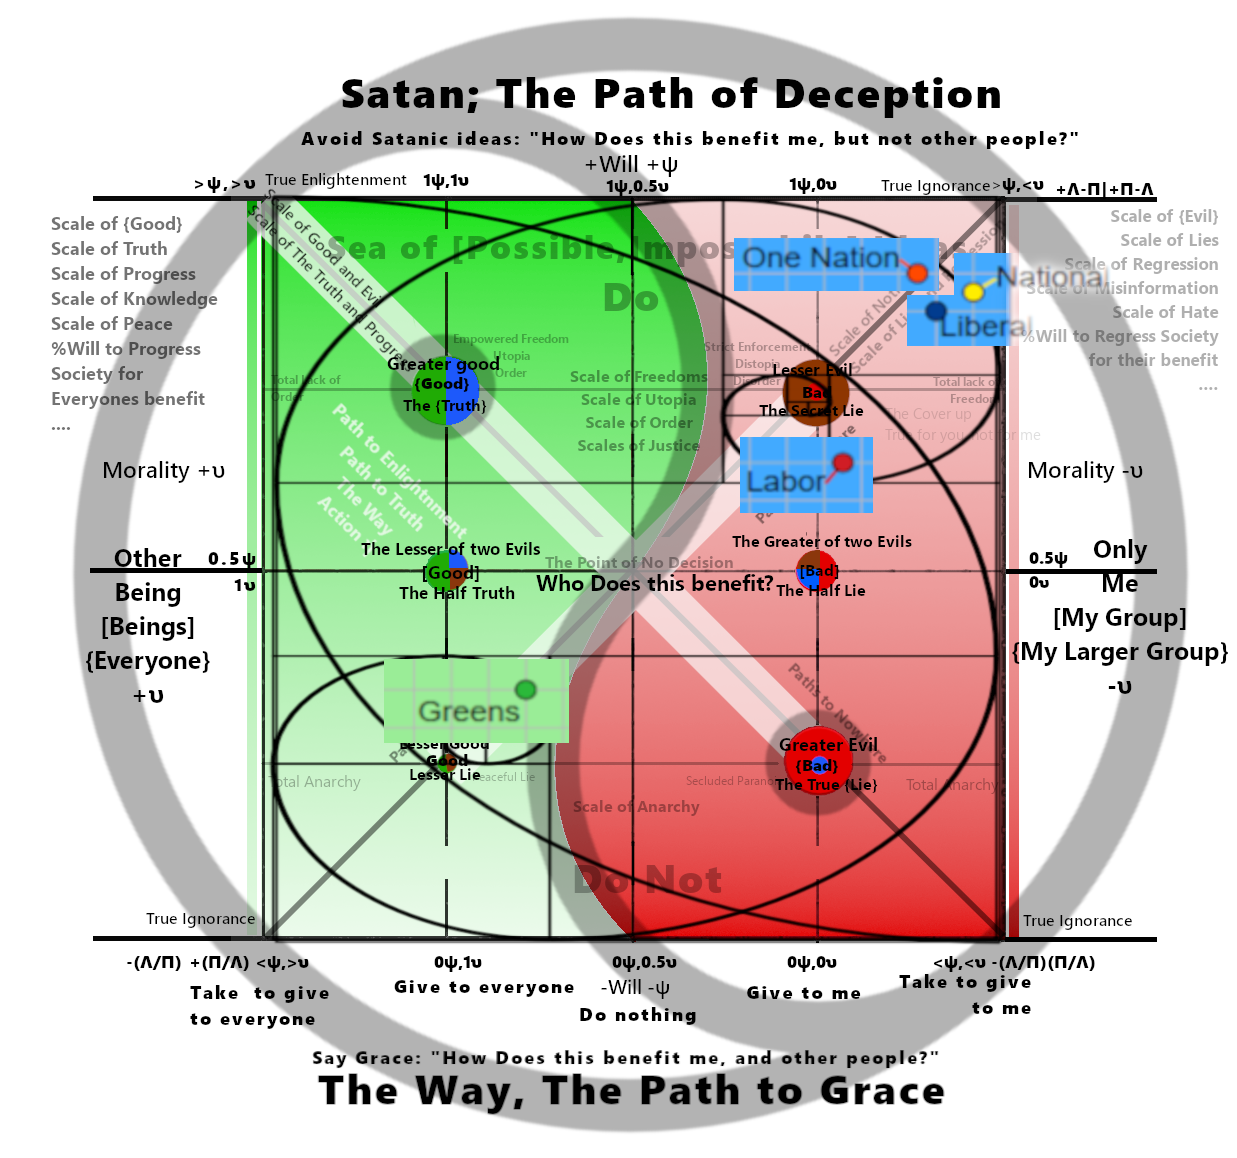 Satan; The Path of Deception
Avoid Satanic ideas: "How Does this benefit me, but not other people?"
+Will +ψ
>ψ,>υ
True Enlightenment
1ψ,1υ
1ψ,0.5υ
1ψ,0υ
True Ignorance
>ψ,<υ
+Λ-Π|+Π-Λ
Scale of {Good}
Scale of Truth
Scale of Progress
Scale of Knowledge
Scale of Peace
%Will to Progress
Society for
Everyones benefit
....
Scale of {Evil}
Scale of Lies
Scale of Regression
Scale of Misinformation
Scale of Hate
%Will to Regress Society
for their benefit
....
Scale of Good and Evil
Scale of The Truth and Progress
Sea of [Possible, Impossible]
Do
One Nation
National
Liberal
Empowered Freedom
Utopia
Order
Strict Enforcement
Distopia
Disorder
Total lack of
Order
Total lack of
Freedom
Greater good
{Good}
The {Truth}
Scale of Freedoms
Scale of Utopia
Scale of Order
Scales of Justice
Lesser Evil
Bad
The Secret Lie
The Cover up
True for you not for me
Path to Enlightnment
Path to Truth
The Way
Action
Labor
Morality +υ
Morality -υ
Other
Being
[Beings]
{Everyone}
+υ
0.5ψ
1υ
The Lesser of two Evils
[Good]
The Half Truth
The Point of No Decision
Who Does this benefit?
The Greater of two Evils
[Bad]
The Half Lie
0.5ψ
0υ
Only
Me
[My Group]
{My Larger Group}
-υ
Greens
Lesser Good
Good
Lesser Lie
Peaceful Lie
Paths to Nowhere
Greater Evil
{Bad}
The True {Lie}
Secluded
Total Anarchy
Total Anarchy
Scale of Anarchy
Do Not
True Ignorance
True Ignorance
-(Λ/Π) +(Π/Λ) <ψ,>υ
0ψ,1υ
0ψ,0.5υ
0ψ,0υ
<ψ,<υ -(Λ/Π)(Π/Λ)
Take to give
to everyone
Give to everyone
-Will -ψ
Do nothing
Give to me
Take to give
to me
Say Grace: "How Does this benefit me, and other people?"
The Way, The Path to Grace